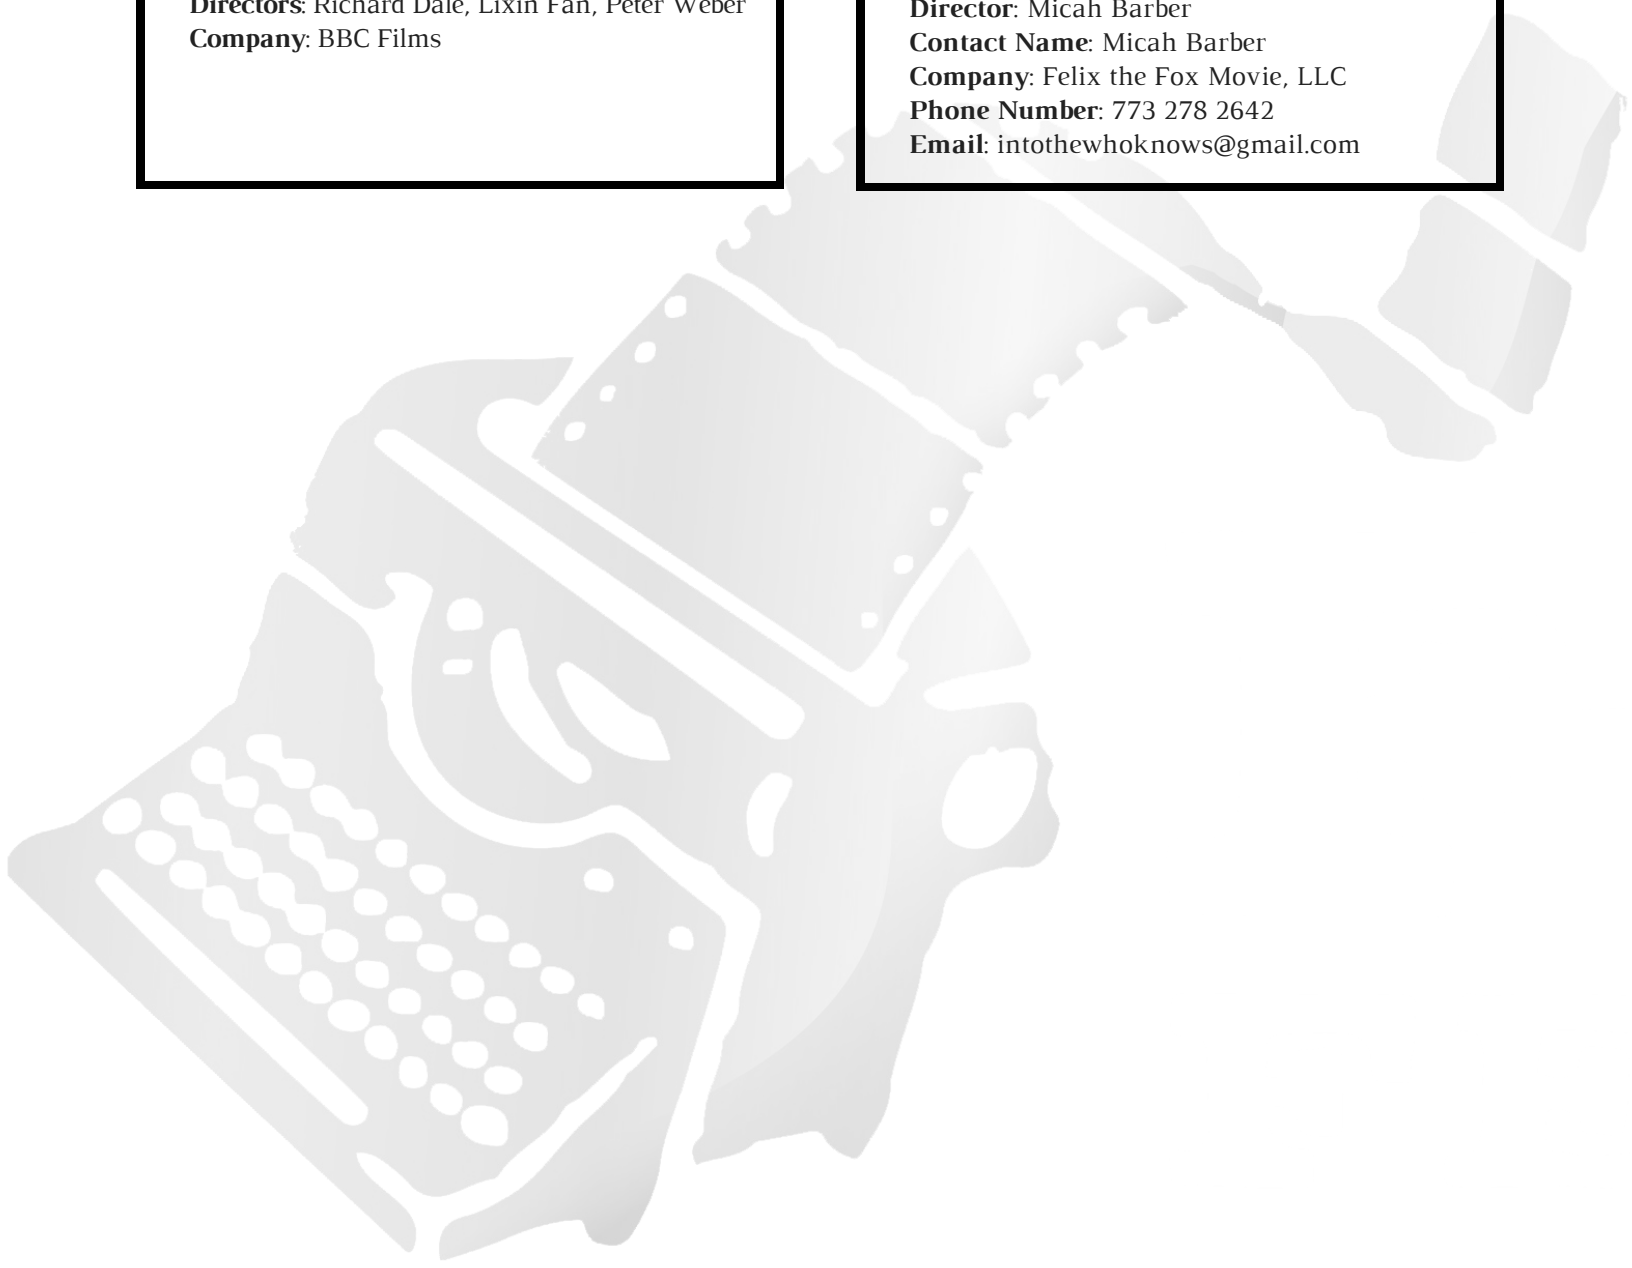 Directors: Richard Dale, Lixin Fan, Peter Weber
Company: BBC Films
Director: Micah Barber
Contact Name: Micah Barber
Company: Felix the Fox Movie, LLC
Phone Number: 773 278 2642
Email: intothewhoknows@gmail.com